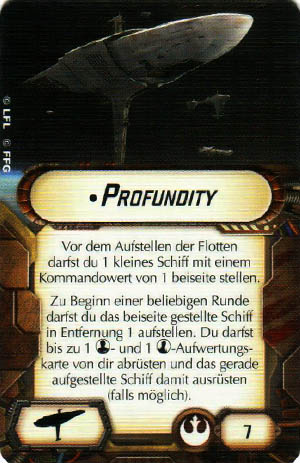 © LFL © FFG
• PROFUNDITY
Vor dem Aufstellen der Flotten
darfst du 1 kleines Schiff mit einem
Kommandowert von 1 beiseite stellen.
Zu Beginn einer beliebigen Runde
darfst du das beiseite gestellte Schiff
in Entfernung 1 aufstellen. Du darfst
bis zu 1 - und 1 -Aufwertungs-
karte von dir abrüsten und das gerade
aufgestellte Schiff damit ausrüsten
(falls möglich).
7